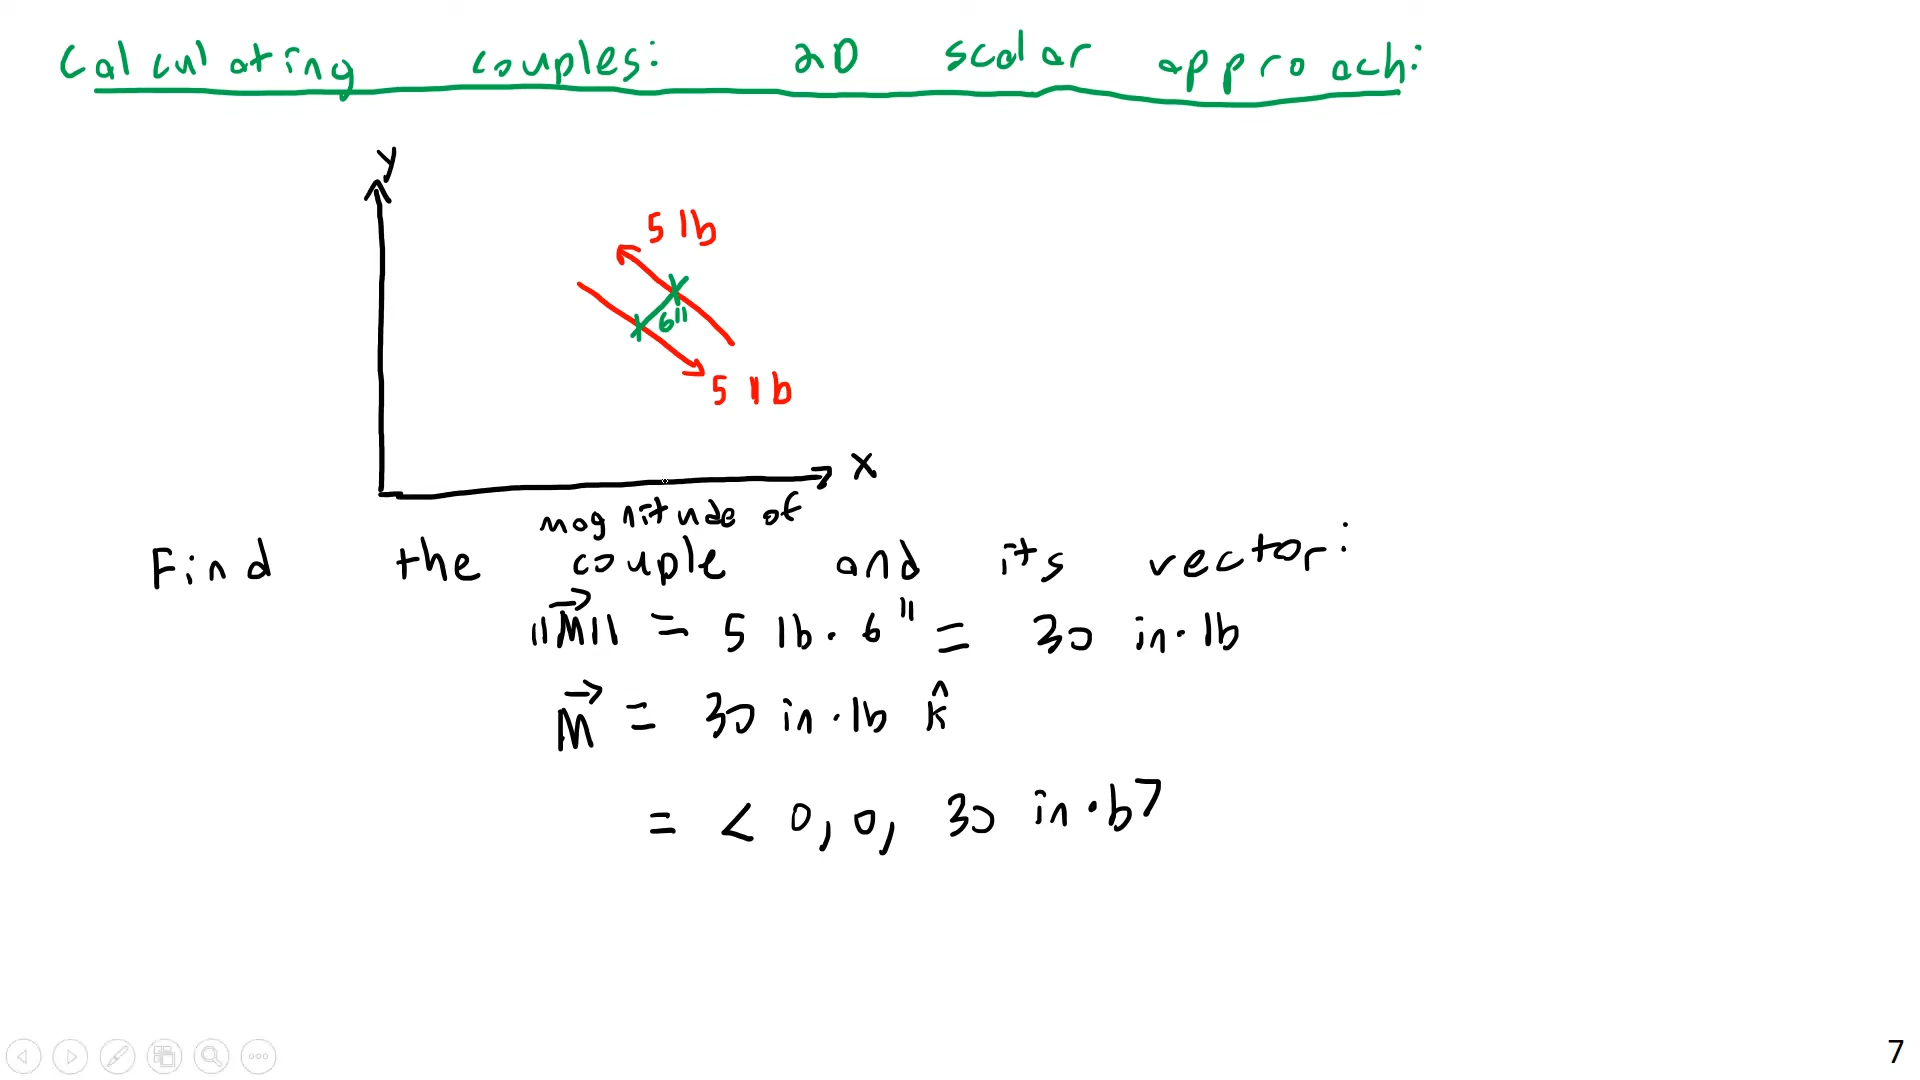 Calculating couples: 2D scalar approach:
y
5 lb
6"
5 lb
x
magnitude of
Find the couple and its vector:
||M|| = 5 lb · 6" = 30 in·lb
M = 30 in·lb k̂
= < 0, 0, 30 in·b>
7